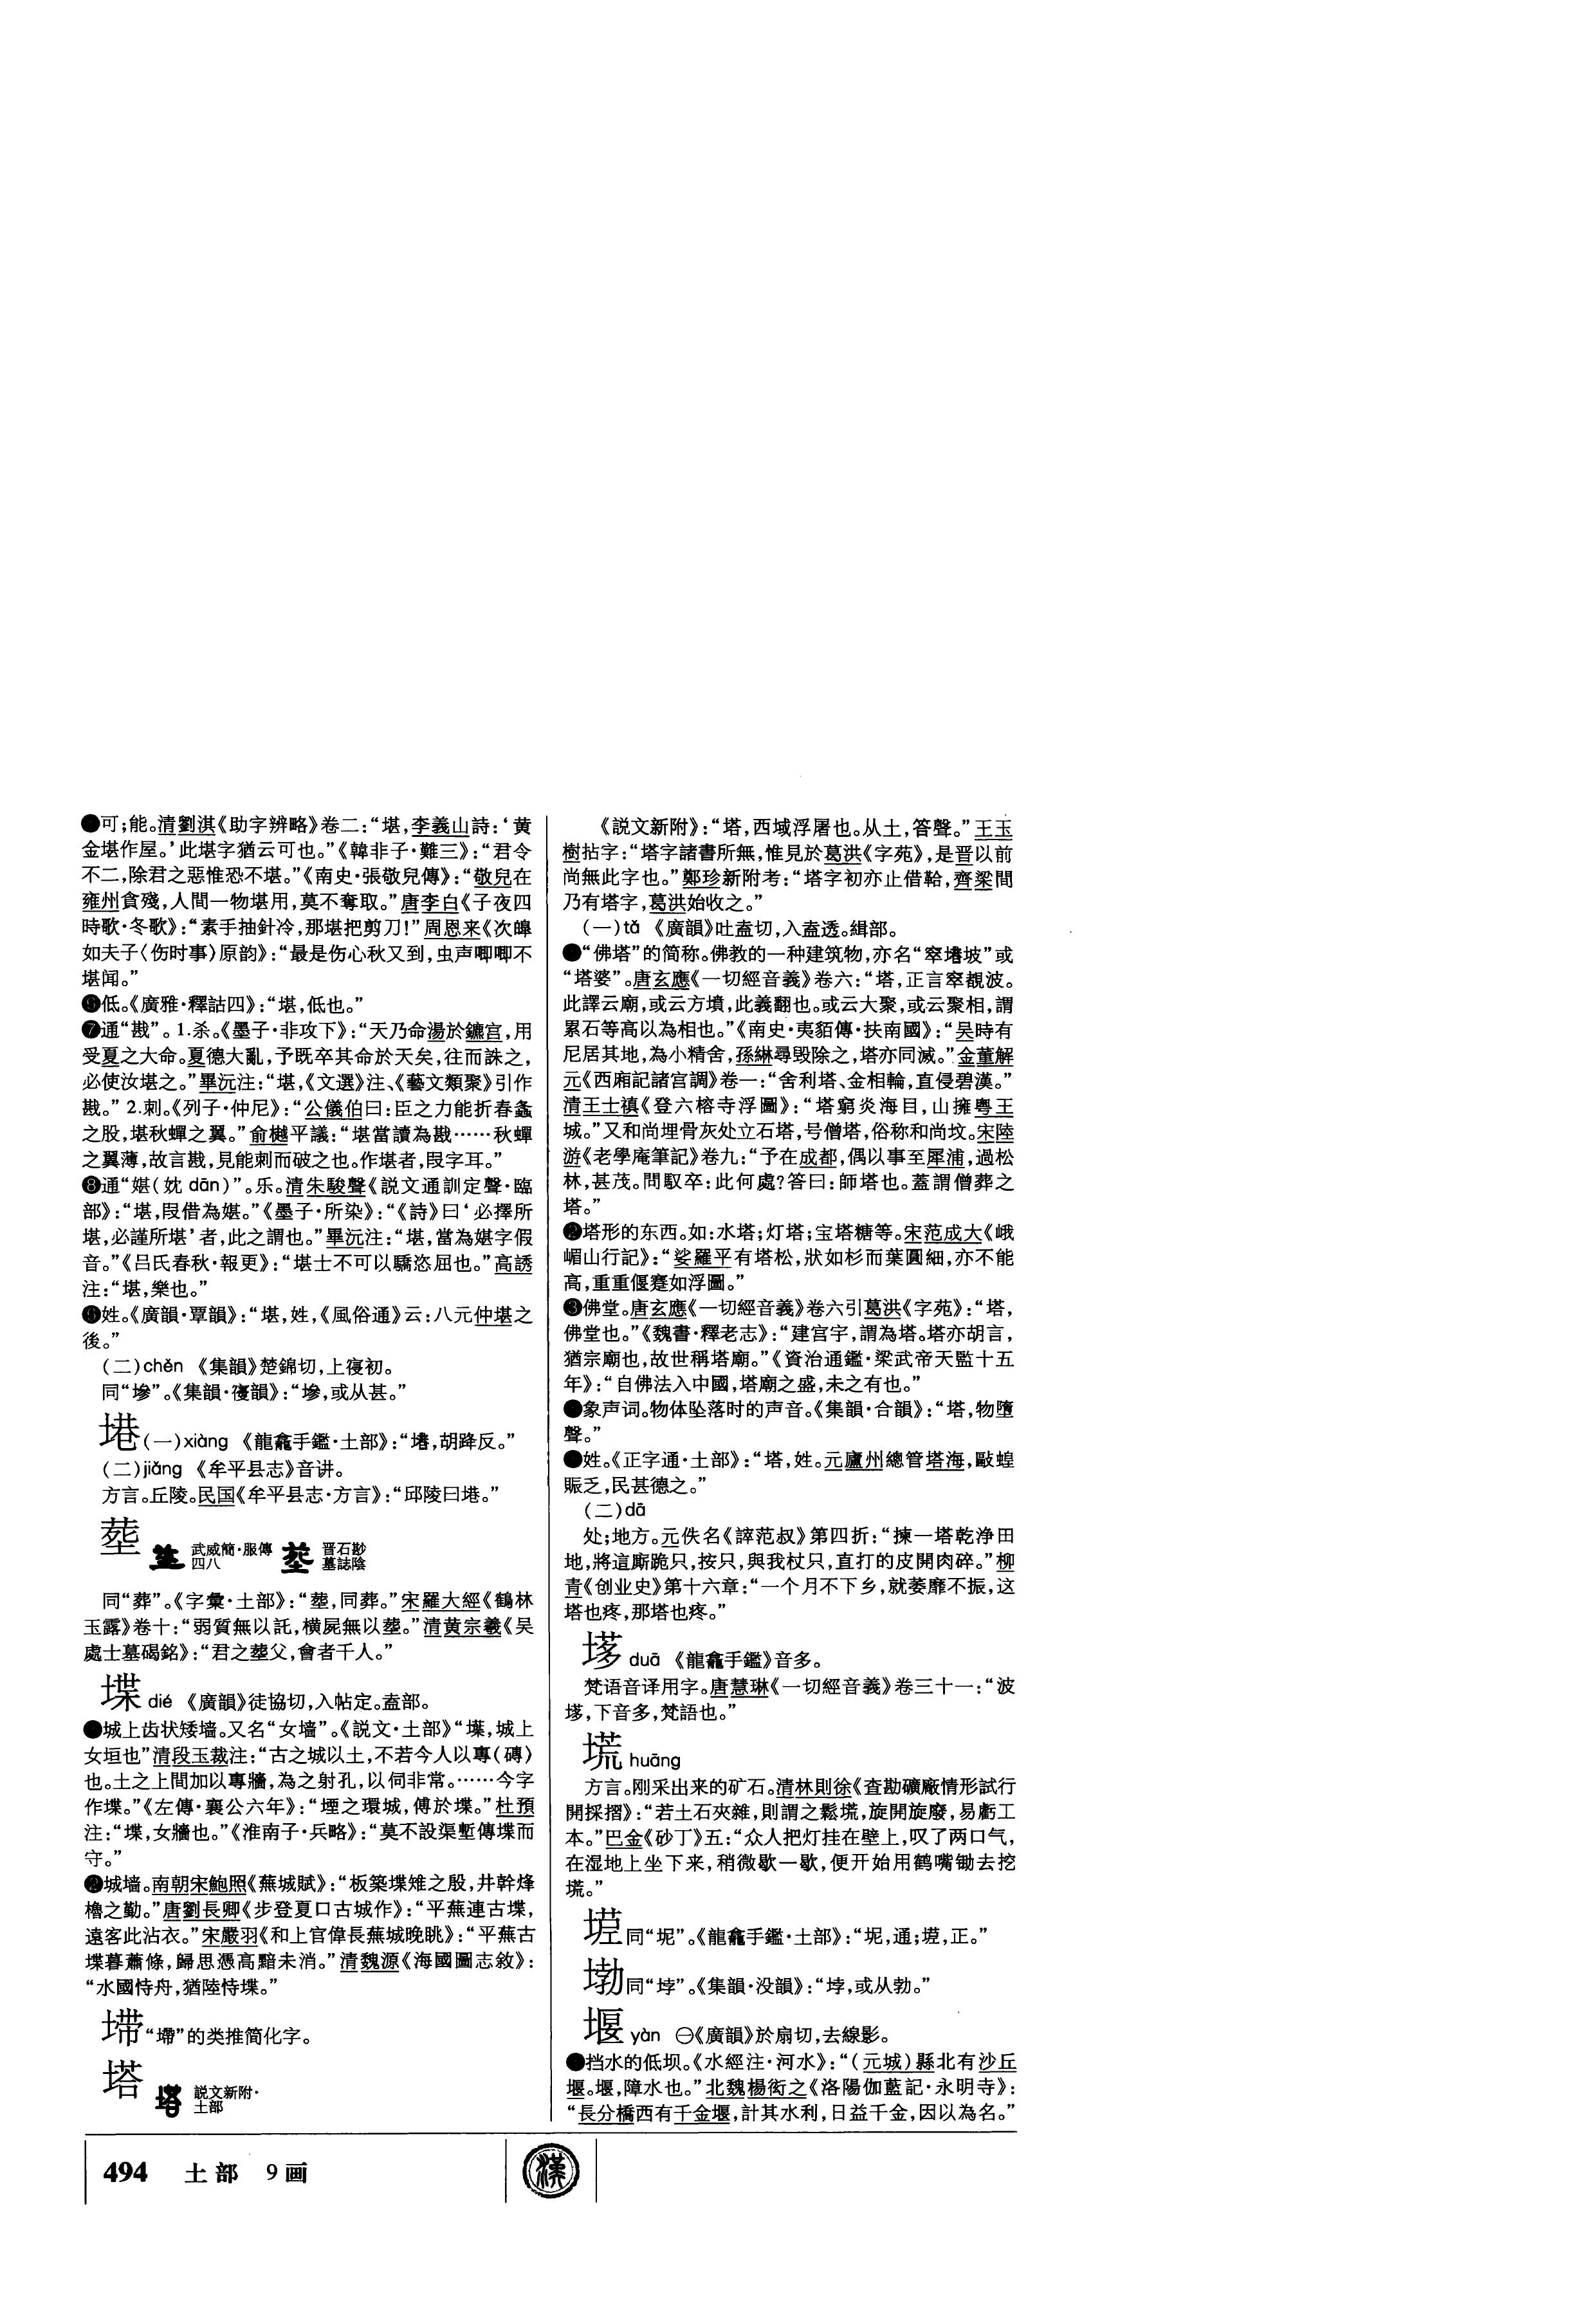 ●可；能。清劉淇《助字辨略》卷二：“堪，李義山詩：‘黄
金堪作屋。’此堪字猶云可也。”《韓非子·難三》：“君令
不二，除君之惡惟恐不堪。”《南史·張敬兒傳》：“敬兒在
雍州貪殘，人間一物堪用，莫不奪取。”唐李白《子夜四
時歌·冬歌》：“素手抽針冷，那堪把剪刀！”周恩来《次皞
如夫子〈伤时事〉原韵》：“最是伤心秋又到，虫声唧唧不
堪闻。”
❻低。《廣雅·釋詁四》：“堪，低也。”
❼通“戡”。1.杀。《墨子·非攻下》：“天乃命湯於鑣宫，用
受夏之大命。夏德大亂，予既卒其命於天矣，往而誅之，
必使汝堪之。”畢沅注：“堪，《文選》注、《藝文類聚》引作
戡。”2.刺。《列子·仲尼》：“公儀伯曰：臣之力能折春螽
之股，堪秋蟬之翼。”俞樾平議：“堪當讀為戡……秋蟬
之翼薄，故言戡，見能刺而破之也。作堪者，叚字耳。”
❽通“媅（妉 dān）”。乐。清朱駿聲《説文通訓定聲·臨
部》：“堪，叚借為媅。”《墨子·所染》：“《詩》曰‘必擇所
堪，必謹所堪’者，此之謂也。”畢沅注：“堪，當為媅字假
音。”《吕氏春秋·報更》：“堪士不可以驕恣屈也。”高誘
注：“堪，樂也。”
❾姓。《廣韻·覃韻》：“堪，姓，《風俗通》云：八元仲堪之
後。”
（二）chěn 《集韻》楚錦切，上寑初。
同“墋”。《集韻·㝲韻》：“墋，或从甚。”
塂（一）xiàng 《龍龕手鑑·土部》：“塂，胡降反。”
（二）jiǎng 《牟平县志》音讲。
方言。丘陵。民国《牟平县志·方言》：“邱陵曰塂。”
塟 武威簡·服傳四八 晋石尠墓誌陰
同“葬”。《字彙·土部》：“塟，同葬。”宋羅大經《鶴林
玉露》卷十：“弱質無以託，横屍無以塟。”清黄宗羲《吴
處士墓碣銘》：“君之塟父，會者千人。”
堞 dié 《廣韻》徒協切，入帖定。盍部。
●城上齿状矮墙。又名“女墙”。《説文·土部》“㙪，城上
女垣也”清段玉裁注：“古之城以土，不若今人以專（磚）
也。土之上間加以專牆，為之射孔，以伺非常。……今字
作堞。”《左傳·襄公六年》：“堙之環城，傅於堞。”杜預
注：“堞，女牆也。”《淮南子·兵略》：“莫不設渠塹傅堞而
守。”
❷城墙。南朝宋鮑照《蕪城賦》：“板築堞雉之殷，井幹烽
櫓之勤。”唐劉長卿《步登夏口古城作》：“平蕪連古堞，
遠客此沾衣。”宋嚴羽《和上官偉長蕪城晚眺》：“平蕪古
堞暮蕭條，歸思憑高黯未消。”清魏源《海國圖志敘》：
“水國恃舟，猶陸恃堞。”
㙍“墆”的类推简化字。
塔 説文新附·土部
《説文新附》：“塔，西域浮屠也。从土，答聲。”王玉
樹拈字：“塔字諸書所無，惟見於葛洪《字苑》，是晋以前
尚無此字也。”鄭珍新附考：“塔字初亦止借鞈，齊梁間
乃有塔字，葛洪始收之。”
（一）tǎ 《廣韻》吐盍切，入盍透。緝部。
●“佛塔”的简称。佛教的一种建筑物，亦名“窣堵坡”或
“塔婆”。唐玄應《一切經音義》卷六：“塔，正言窣覩波。
此譯云廟，或云方墳，此義翻也。或云大聚，或云聚相，謂
累石等高以為相也。”《南史·夷貊傳·扶南國》：“吴時有
尼居其地，為小精舍，孫綝尋毁除之，塔亦同滅。”金董解
元《西廂記諸宫調》卷一：“舍利塔、金相輪，直侵碧漢。”
清王士禛《登六榕寺浮圖》：“塔窮炎海目，山擁粤王
城。”又和尚埋骨灰处立石塔，号僧塔，俗称和尚坟。宋陸
游《老學庵筆記》卷九：“予在成都，偶以事至犀浦，過松
林，甚茂。問馭卒：此何處？答曰：師塔也。蓋謂僧葬之
塔。”
❷塔形的东西。如：水塔；灯塔；宝塔糖等。宋范成大《峨
嵋山行記》：“娑羅平有塔松，狀如杉而葉圓細，亦不能
高，重重偃蹇如浮圖。”
❸佛堂。唐玄應《一切經音義》卷六引葛洪《字苑》：“塔，
佛堂也。”《魏書·釋老志》：“建宫宇，謂為塔。塔亦胡言，
猶宗廟也，故世稱塔廟。”《資治通鑑·梁武帝天監十五
年》：“自佛法入中國，塔廟之盛，未之有也。”
●象声词。物体坠落时的声音。《集韻·合韻》：“塔，物墮
聲。”
●姓。《正字通·土部》：“塔，姓。元廬州總管塔海，毆蝗
賑乏，民甚德之。”
（二）dā
处；地方。元佚名《誶范叔》第四折：“揀一塔乾浄田
地，將這廝跪只，按只，與我杖只，直打的皮開肉碎。”柳
青《创业史》第十六章：“一个月不下乡，就萎靡不振，这
塔也疼，那塔也疼。”
㙐 duā 《龍龕手鑑》音多。
梵语音译用字。唐慧琳《一切經音義》卷三十一：“波
㙐，下音多，梵語也。”
塃 huāng
方言。刚采出来的矿石。清林則徐《查勘礦廠情形試行
開採摺》：“若土石夾雜，則謂之鬆塃，旋開旋廢，易虧工
本。”巴金《砂丁》五：“众人把灯挂在壁上，叹了两口气，
在湿地上坐下来，稍微歇一歇，便开始用鹤嘴锄去挖
塃。”
同“坭”。《龍龕手鑑·土部》：“坭，通；正。”
㙛同“垺”。《集韻·没韻》：“垺，或从勃。”
堰 yàn ㊀《廣韻》於扇切，去線影。
●挡水的低坝。《水經注·河水》：“（元城）縣北有沙丘
堰。堰，障水也。”北魏楊衒之《洛陽伽藍記·永明寺》：
“長分橋西有千金堰，計其水利，日益千金，因以為名。”
494 土部 9画
漢